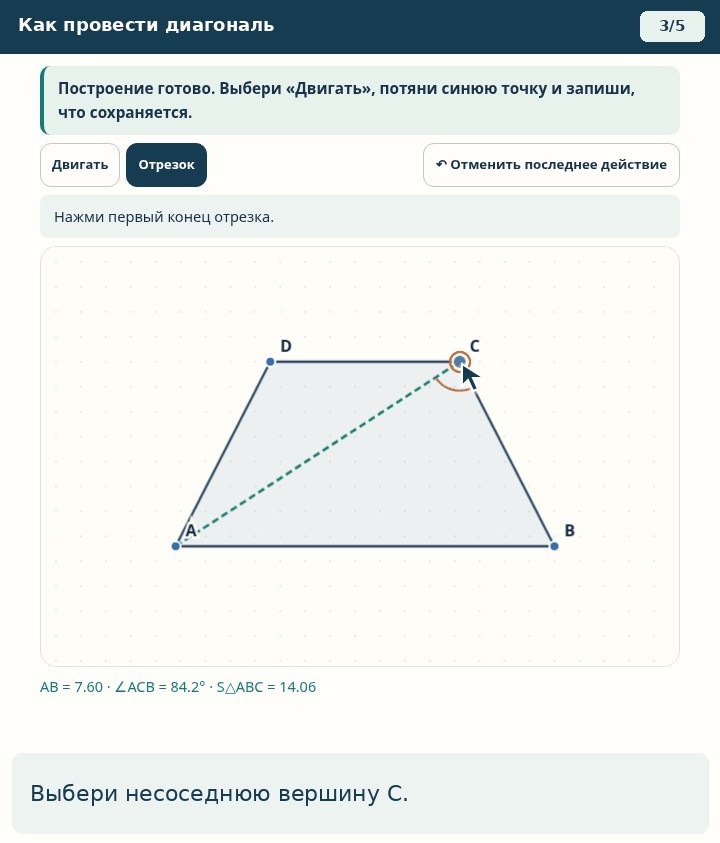 Как провести диагональ
3/5
Построение готово. Выбери «Двигать», потяни синюю точку и запиши,
что сохраняется.
Двигать
Отрезок
↶ Отменить последнее действие
Нажми первый конец отрезка.
D
C
A
B
AB = 7.60 · ∠ACB = 84.2° · S△ABC = 14.06
Выбери несоседнюю вершину C.